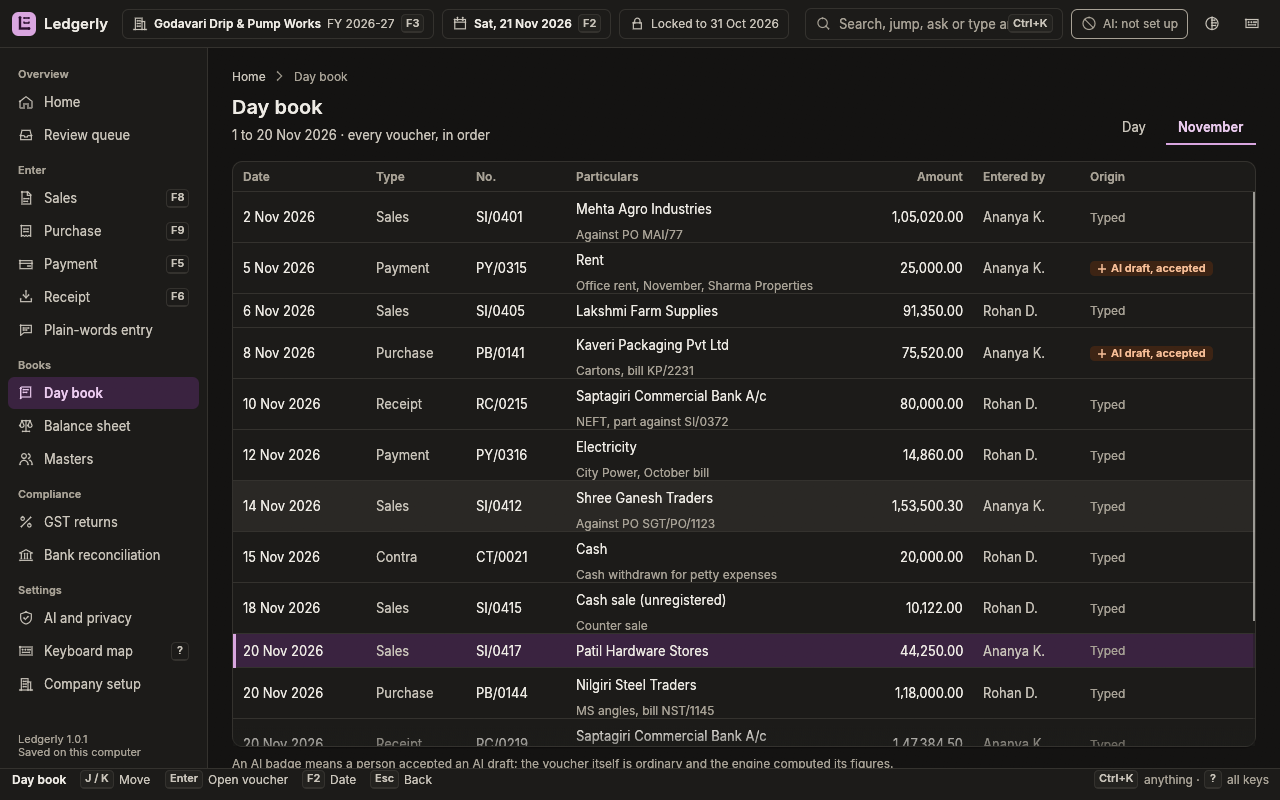 Ledgerly
Godavari Drip & Pump Works FY 2026-27 F3
Sat, 21 Nov 2026 F2
Locked to 31 Oct 2026
Search, jump, ask or type a Ctrl+K
AI: not set up
Overview
Home
Review queue
Enter
Sales F8
Purchase F9
Payment F5
Receipt F6
Plain-words entry
Books
Day book
Balance sheet
Masters
Compliance
GST returns
Bank reconciliation
Settings
AI and privacy
Keyboard map ?
Company setup
Ledgerly 1.0.1
Saved on this computer
Home > Day book
Day book
1 to 20 Nov 2026 · every voucher, in order
Day November
Date Type No. Particulars Amount Entered by Origin
2 Nov 2026 Sales SI/0401 Mehta Agro Industries 1,05,020.00 Ananya K. Typed
Against PO MAI/77
5 Nov 2026 Payment PY/0315 Rent 25,000.00 Ananya K. + AI draft, accepted
Office rent, November, Sharma Properties
6 Nov 2026 Sales SI/0405 Lakshmi Farm Supplies 91,350.00 Rohan D. Typed
8 Nov 2026 Purchase PB/0141 Kaveri Packaging Pvt Ltd 75,520.00 Ananya K. + AI draft, accepted
Cartons, bill KP/2231
10 Nov 2026 Receipt RC/0215 Saptagiri Commercial Bank A/c 80,000.00 Rohan D. Typed
NEFT, part against SI/0372
12 Nov 2026 Payment PY/0316 Electricity 14,860.00 Rohan D. Typed
City Power, October bill
14 Nov 2026 Sales SI/0412 Shree Ganesh Traders 1,53,500.30 Ananya K. Typed
Against PO SGT/PO/1123
15 Nov 2026 Contra CT/0021 Cash 20,000.00 Rohan D. Typed
Cash withdrawn for petty expenses
18 Nov 2026 Sales SI/0415 Cash sale (unregistered) 10,122.00 Rohan D. Typed
Counter sale
20 Nov 2026 Sales SI/0417 Patil Hardware Stores 44,250.00 Ananya K. Typed
20 Nov 2026 Purchase PB/0144 Nilgiri Steel Traders 1,18,000.00 Rohan D. Typed
MS angles, bill NST/1145
20 Nov 2026 Receipt RC/0219 Saptagiri Commercial Bank A/c 1,47,384.50 Ananya K. Typed
An AI badge means a person accepted an AI draft; the voucher itself is ordinary and the engine computed its figures.
Day book J / K Move Enter Open voucher F2 Date Esc Back
Ctrl+K anything · ? all keys